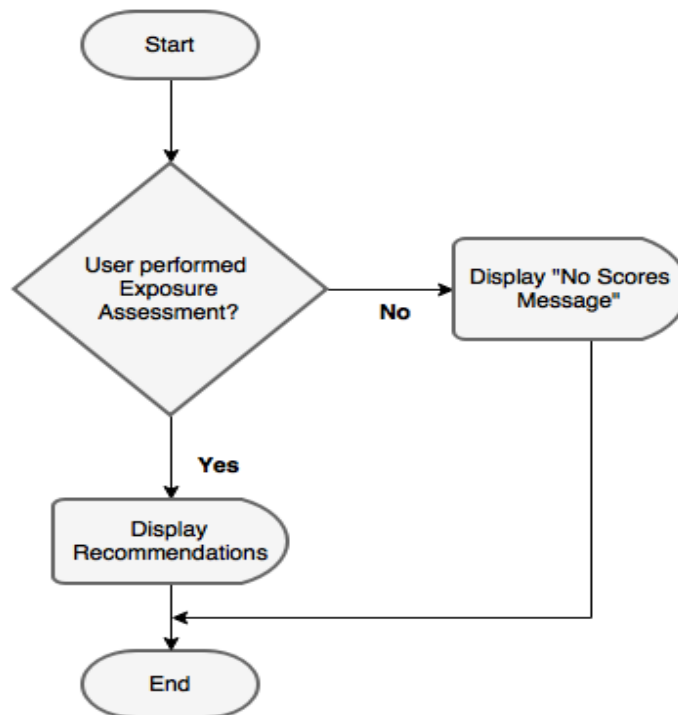 Start
User performed
Exposure
Assessment?
No
Display "No Scores
Message"
Yes
Display
Recommendations
End